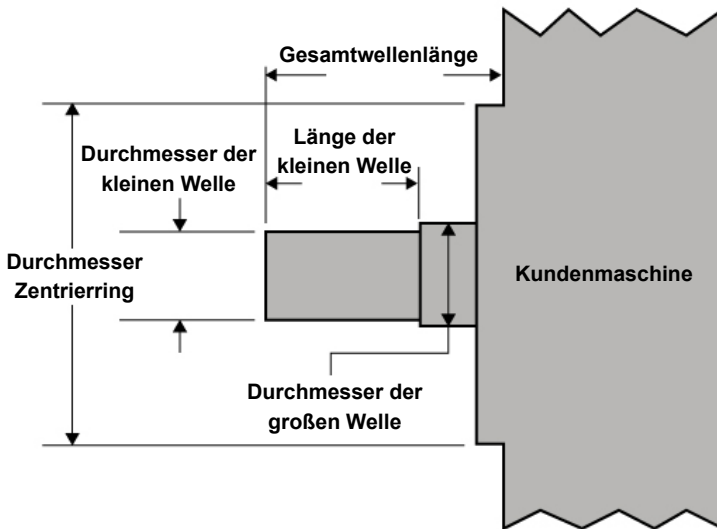 Gesamtwellenlänge
Länge der
kleinen Welle
Durchmesser der
kleinen Welle
Durchmesser
Zentrierring
Kundenmaschine
Durchmesser der
großen Welle